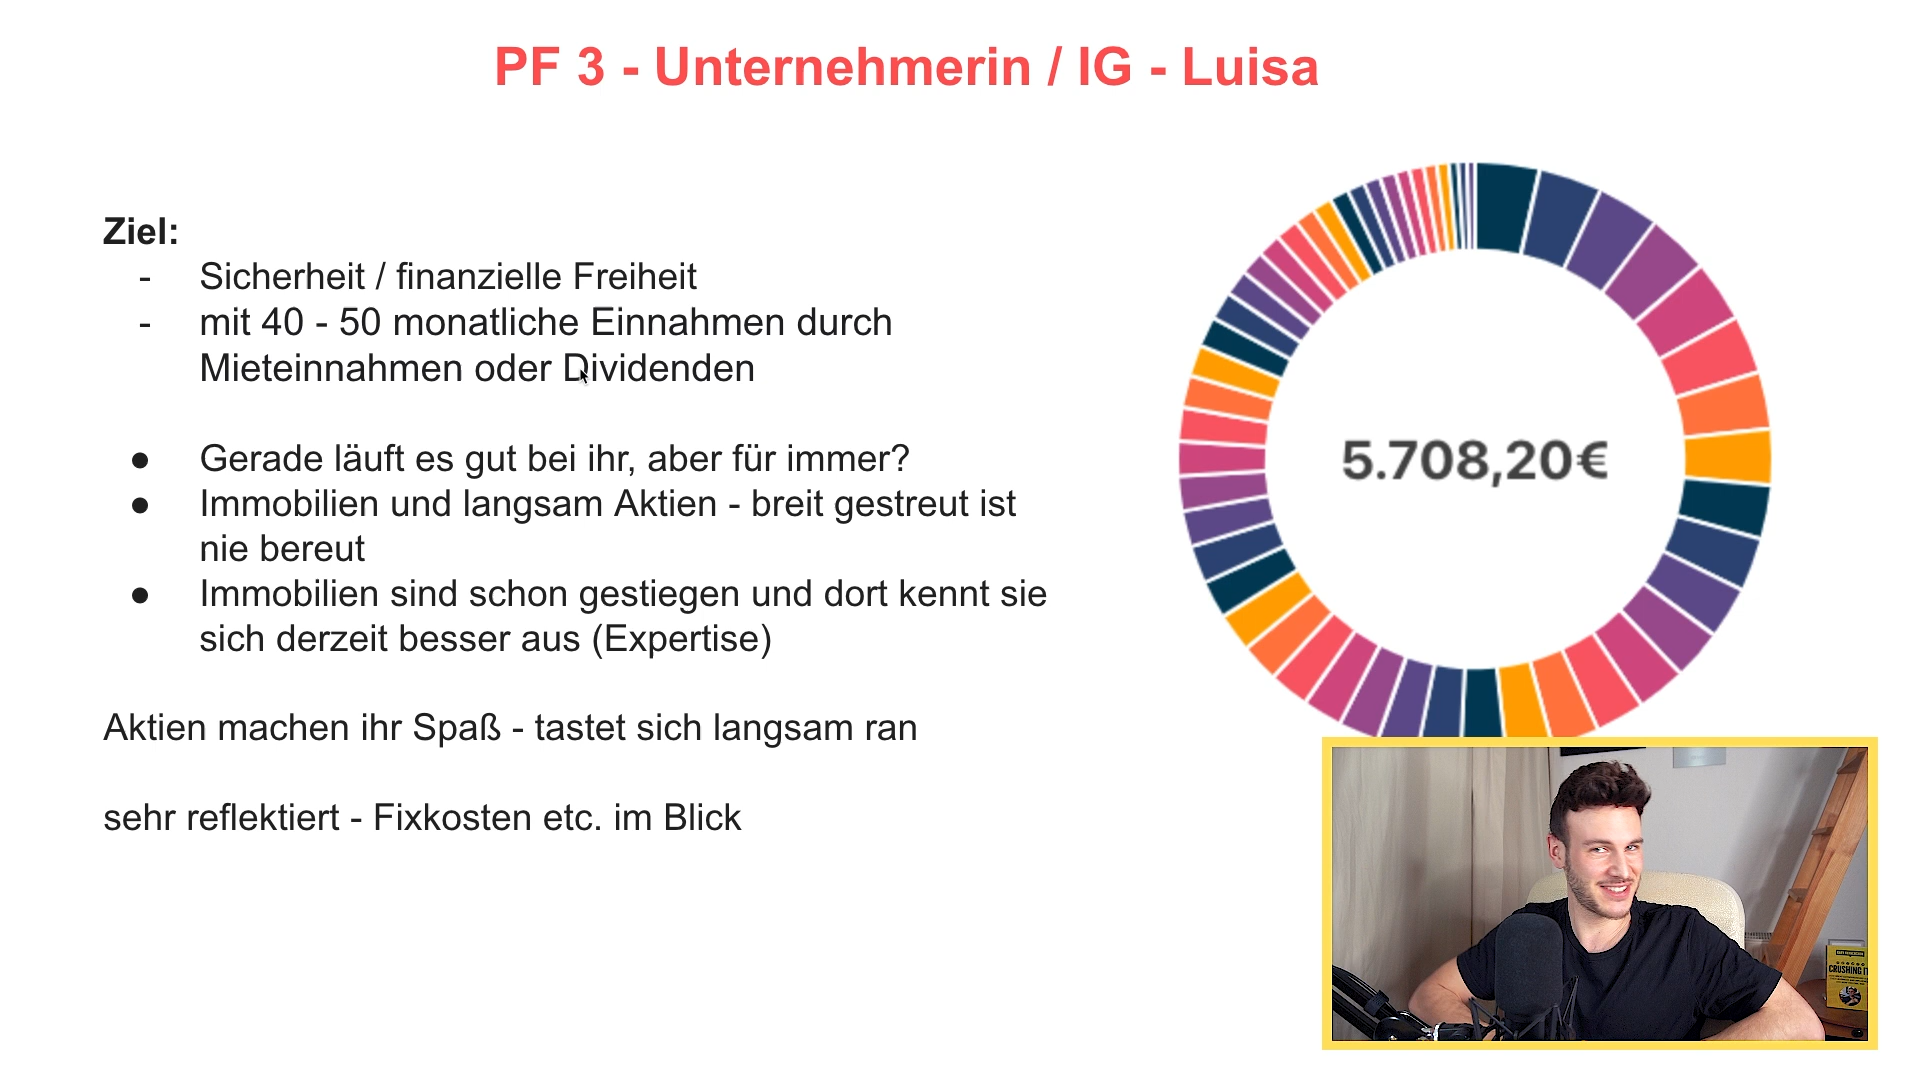 PF 3 - Unternehmerin / IG - Luisa
Ziel:
- Sicherheit / finanzielle Freiheit
- mit 40 - 50 monatliche Einnahmen durch
Mieteinnahmen oder Dividenden
● Gerade läuft es gut bei ihr, aber für immer?
● Immobilien und langsam Aktien - breit gestreut ist
nie bereut
● Immobilien sind schon gestiegen und dort kennt sie
sich derzeit besser aus (Expertise)
Aktien machen ihr Spaß - tastet sich langsam ran
sehr reflektiert - Fixkosten etc. im Blick
5.708,20€
CRUSHING IT